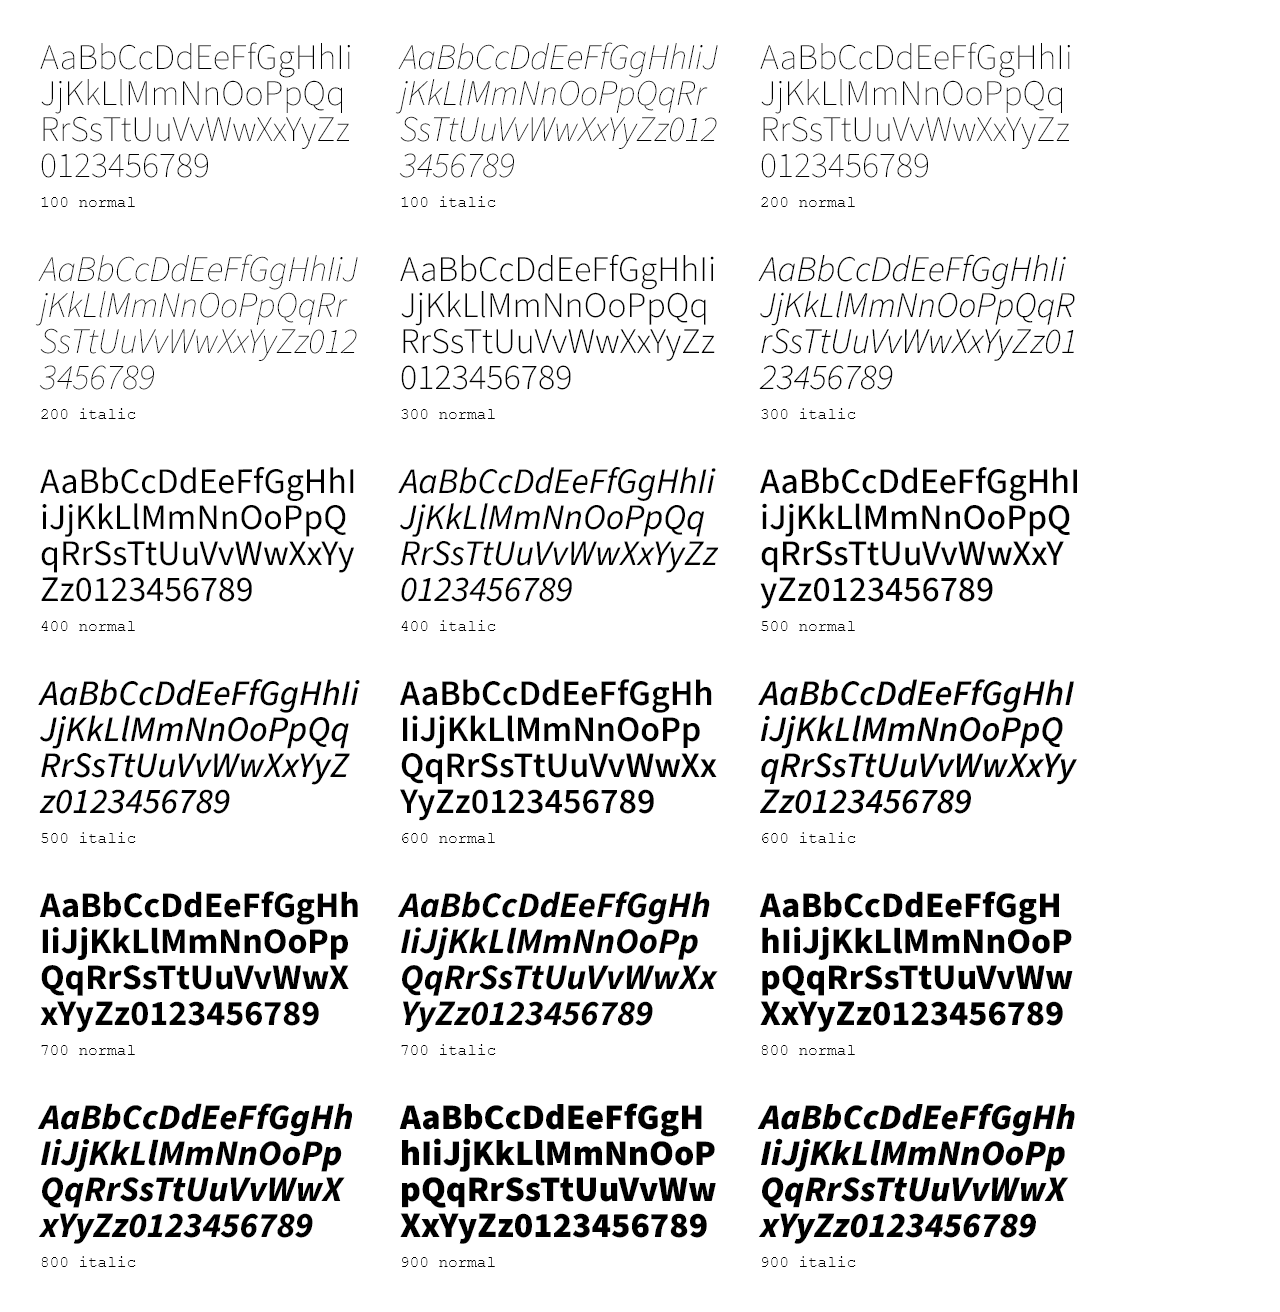 AaBbCcDdEeFfGgHhIi
JjKkLlMmNnOoPpQq
RrSsTtUuVvWwXxYyZz
0123456789
100 normal
AaBbCcDdEeFfGgHhIiJ
jKkLlMmNnOoPpQqRr
SsTtUuVvWwXxYyZz012
3456789
100 italic
AaBbCcDdEeFfGgHhIi
JjKkLlMmNnOoPpQq
RrSsTtUuVvWwXxYyZz
0123456789
200 normal
AaBbCcDdEeFfGgHhIiJ
jKkLlMmNnOoPpQqRr
SsTtUuVvWwXxYyZz012
3456789
200 italic
AaBbCcDdEeFfGgHhIi
JjKkLlMmNnOoPpQq
RrSsTtUuVvWwXxYyZz
0123456789
300 normal
AaBbCcDdEeFfGgHhIi
JjKkLlMmNnOoPpQqR
rSsTtUuVvWwXxYyZz01
23456789
300 italic
AaBbCcDdEeFfGgHhI
iJjKkLlMmNnOoPpQ
qRrSsTtUuVvWwXxYy
Zz0123456789
400 normal
AaBbCcDdEeFfGgHhIi
JjKkLlMmNnOoPpQq
RrSsTtUuVvWwXxYyZz
0123456789
400 italic
AaBbCcDdEeFfGgHhI
iJjKkLlMmNnOoPpQ
qRrSsTtUuVvWwXxY
yZz0123456789
500 normal
AaBbCcDdEeFfGgHhIi
JjKkLlMmNnOoPpQq
RrSsTtUuVvWwXxYyZ
z0123456789
500 italic
AaBbCcDdEeFfGgHh
IiJjKkLlMmNnOoPp
QqRrSsTtUuVvWwXx
YyZz0123456789
600 normal
AaBbCcDdEeFfGgHhI
iJjKkLlMmNnOoPpQ
qRrSsTtUuVvWwXxYy
Zz0123456789
600 italic
AaBbCcDdEeFfGgHh
IiJjKkLlMmNnOoPp
QqRrSsTtUuVvWwX
xYyZz0123456789
700 normal
AaBbCcDdEeFfGgHh
IiJjKkLlMmNnOoPp
QqRrSsTtUuVvWwXx
YyZz0123456789
700 italic
AaBbCcDdEeFfGgH
hIiJjKkLlMmNnOoP
pQqRrSsTtUuVvWw
XxYyZz0123456789
800 normal
AaBbCcDdEeFfGgHh
IiJjKkLlMmNnOoPp
QqRrSsTtUuVvWwX
xYyZz0123456789
800 italic
AaBbCcDdEeFfGgH
hIiJjKkLlMmNnOoP
pQqRrSsTtUuVvWw
XxYyZz0123456789
900 normal
AaBbCcDdEeFfGgHh
IiJjKkLlMmNnOoPp
QqRrSsTtUuVvWwX
xYyZz0123456789
900 italic